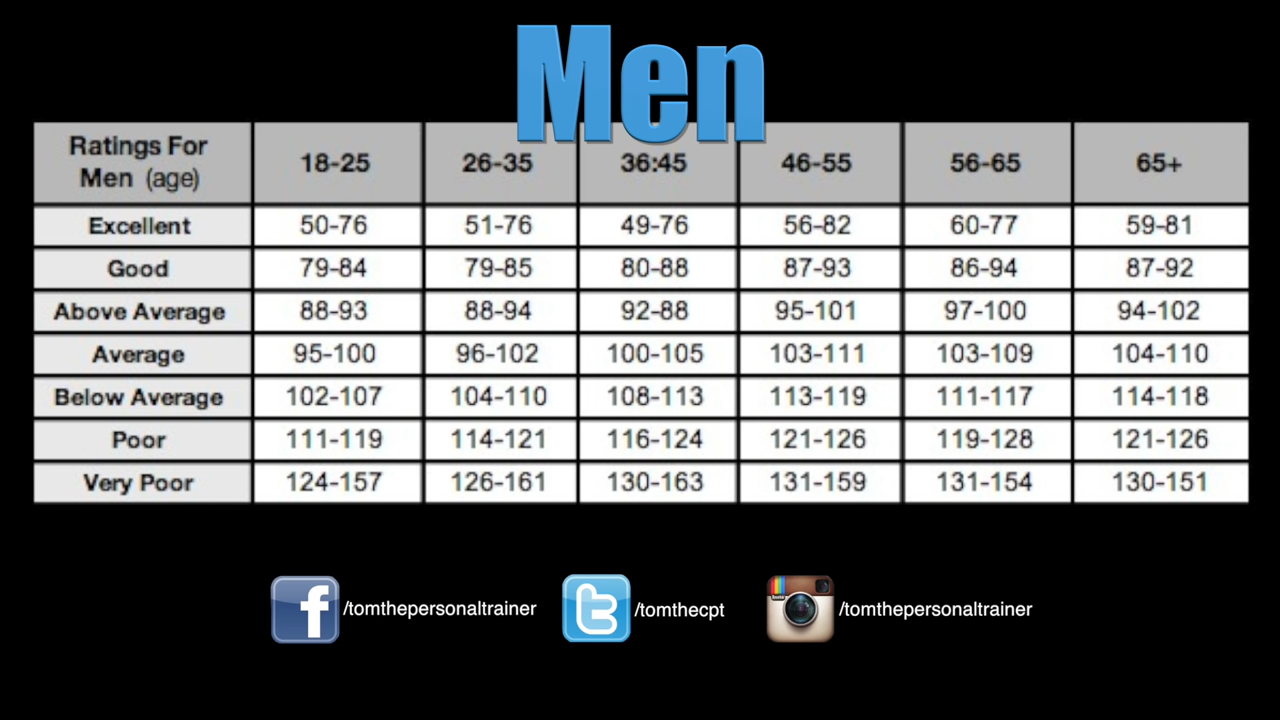 Men
Ratings For Men (age) 18-25 26-35 36:45 46-55 56-65 65+
Excellent 50-76 51-76 49-76 56-82 60-77 59-81
Good 79-84 79-85 80-88 87-93 86-94 87-92
Above Average 88-93 88-94 92-88 95-101 97-100 94-102
Average 95-100 96-102 100-105 103-111 103-109 104-110
Below Average 102-107 104-110 108-113 113-119 111-117 114-118
Poor 111-119 114-121 116-124 121-126 119-128 121-126
Very Poor 124-157 126-161 130-163 131-159 131-154 130-151
/tomthepersonaltrainer /tomthecpt /tomthepersonaltrainer